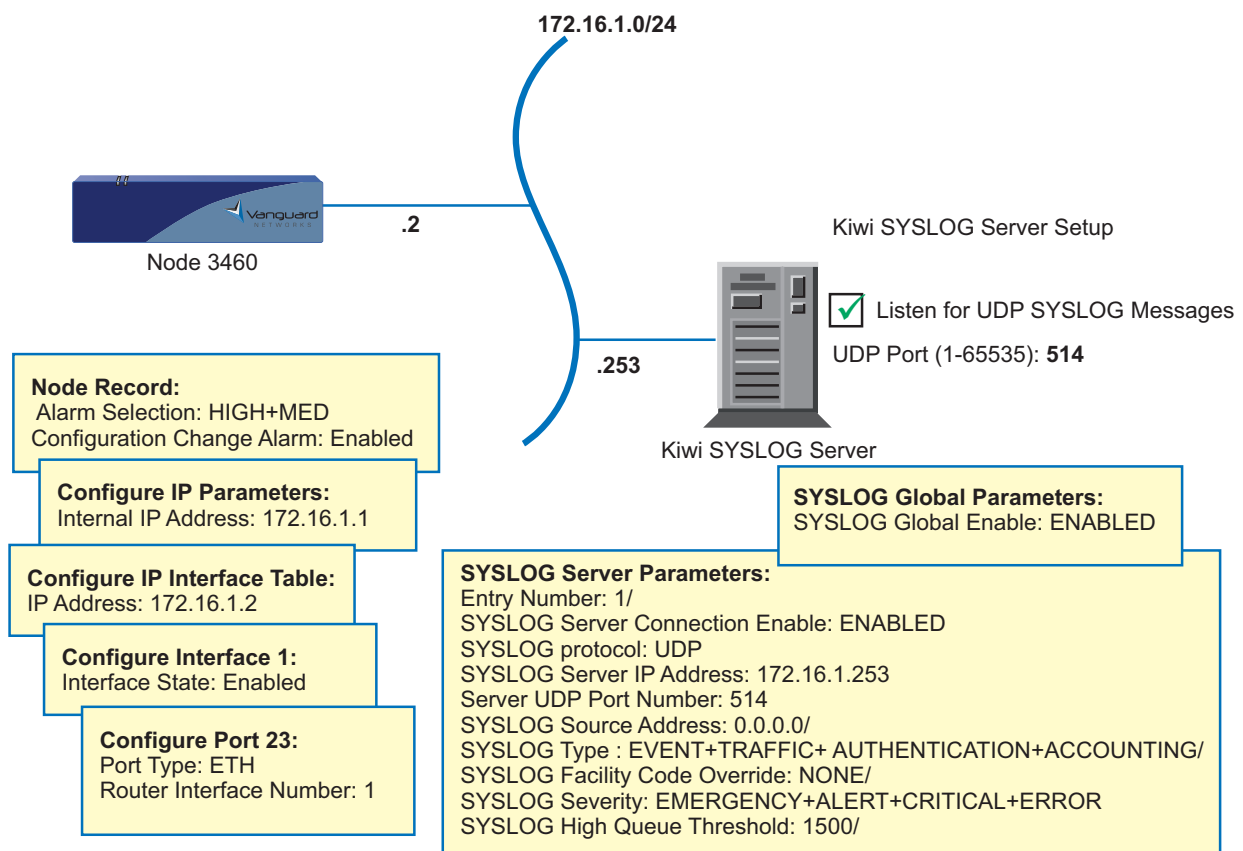 172.16.1.0/24
Vanguard
NETWORKS
.2
Node 3460
Kiwi SYSLOG Server Setup
Listen for UDP SYSLOG Messages
UDP Port (1-65535): 514
.253
Kiwi SYSLOG Server
Node Record:
Alarm Selection: HIGH+MED
Configuration Change Alarm: Enabled
Configure IP Parameters:
Internal IP Address: 172.16.1.1
Configure IP Interface Table:
IP Address: 172.16.1.2
Configure Interface 1:
Interface State: Enabled
Configure Port 23:
Port Type: ETH
Router Interface Number: 1
SYSLOG Global Parameters:
SYSLOG Global Enable: ENABLED
SYSLOG Server Parameters:
Entry Number: 1/
SYSLOG Server Connection Enable: ENABLED
SYSLOG protocol: UDP
SYSLOG Server IP Address: 172.16.1.253
Server UDP Port Number: 514
SYSLOG Source Address: 0.0.0.0/
SYSLOG Type : EVENT+TRAFFIC+ AUTHENTICATION+ACCOUNTING/
SYSLOG Facility Code Override: NONE/
SYSLOG Severity: EMERGENCY+ALERT+CRITICAL+ERROR
SYSLOG High Queue Threshold: 1500/